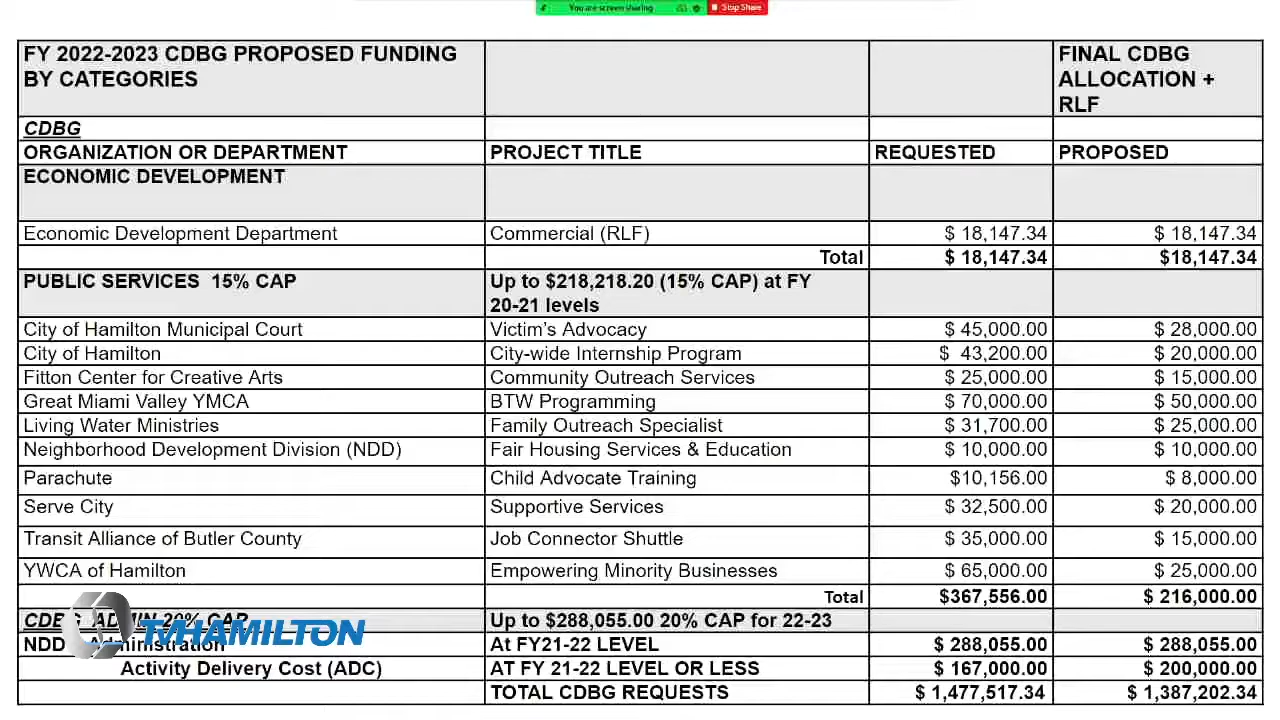 You are screen sharing Stop Share
FY 2022-2023 CDBG PROPOSED FUNDING BY CATEGORIES FINAL CDBG ALLOCATION + RLF
CDBG
ORGANIZATION OR DEPARTMENT PROJECT TITLE REQUESTED PROPOSED
ECONOMIC DEVELOPMENT
Economic Development Department Commercial (RLF) $ 18,147.34 $ 18,147.34
Total $ 18,147.34 $18,147.34
PUBLIC SERVICES 15% CAP Up to $218,218.20 (15% CAP) at FY 20-21 levels
City of Hamilton Municipal Court Victim's Advocacy $ 45,000.00 $ 28,000.00
City of Hamilton City-wide Internship Program $ 43,200.00 $ 20,000.00
Fitton Center for Creative Arts Community Outreach Services $ 25,000.00 $ 15,000.00
Great Miami Valley YMCA BTW Programming $ 70,000.00 $ 50,000.00
Living Water Ministries Family Outreach Specialist $ 31,700.00 $ 25,000.00
Neighborhood Development Division (NDD) Fair Housing Services & Education $ 10,000.00 $ 10,000.00
Parachute Child Advocate Training $10,156.00 $ 8,000.00
Serve City Supportive Services $ 32,500.00 $ 20,000.00
Transit Alliance of Butler County Job Connector Shuttle $ 35,000.00 $ 15,000.00
YWCA of Hamilton Empowering Minority Businesses $ 65,000.00 $ 25,000.00
Total $367,556.00 $ 216,000.00
CDBG ADMIN 20% CAP Up to $288,055.00 20% CAP for 22-23
TVHAMILTON
NDD Administration At FY21-22 LEVEL $ 288,055.00 $ 288,055.00
Activity Delivery Cost (ADC) AT FY 21-22 LEVEL OR LESS $ 167,000.00 $ 200,000.00
TOTAL CDBG REQUESTS $ 1,477,517.34 $ 1,387,202.34